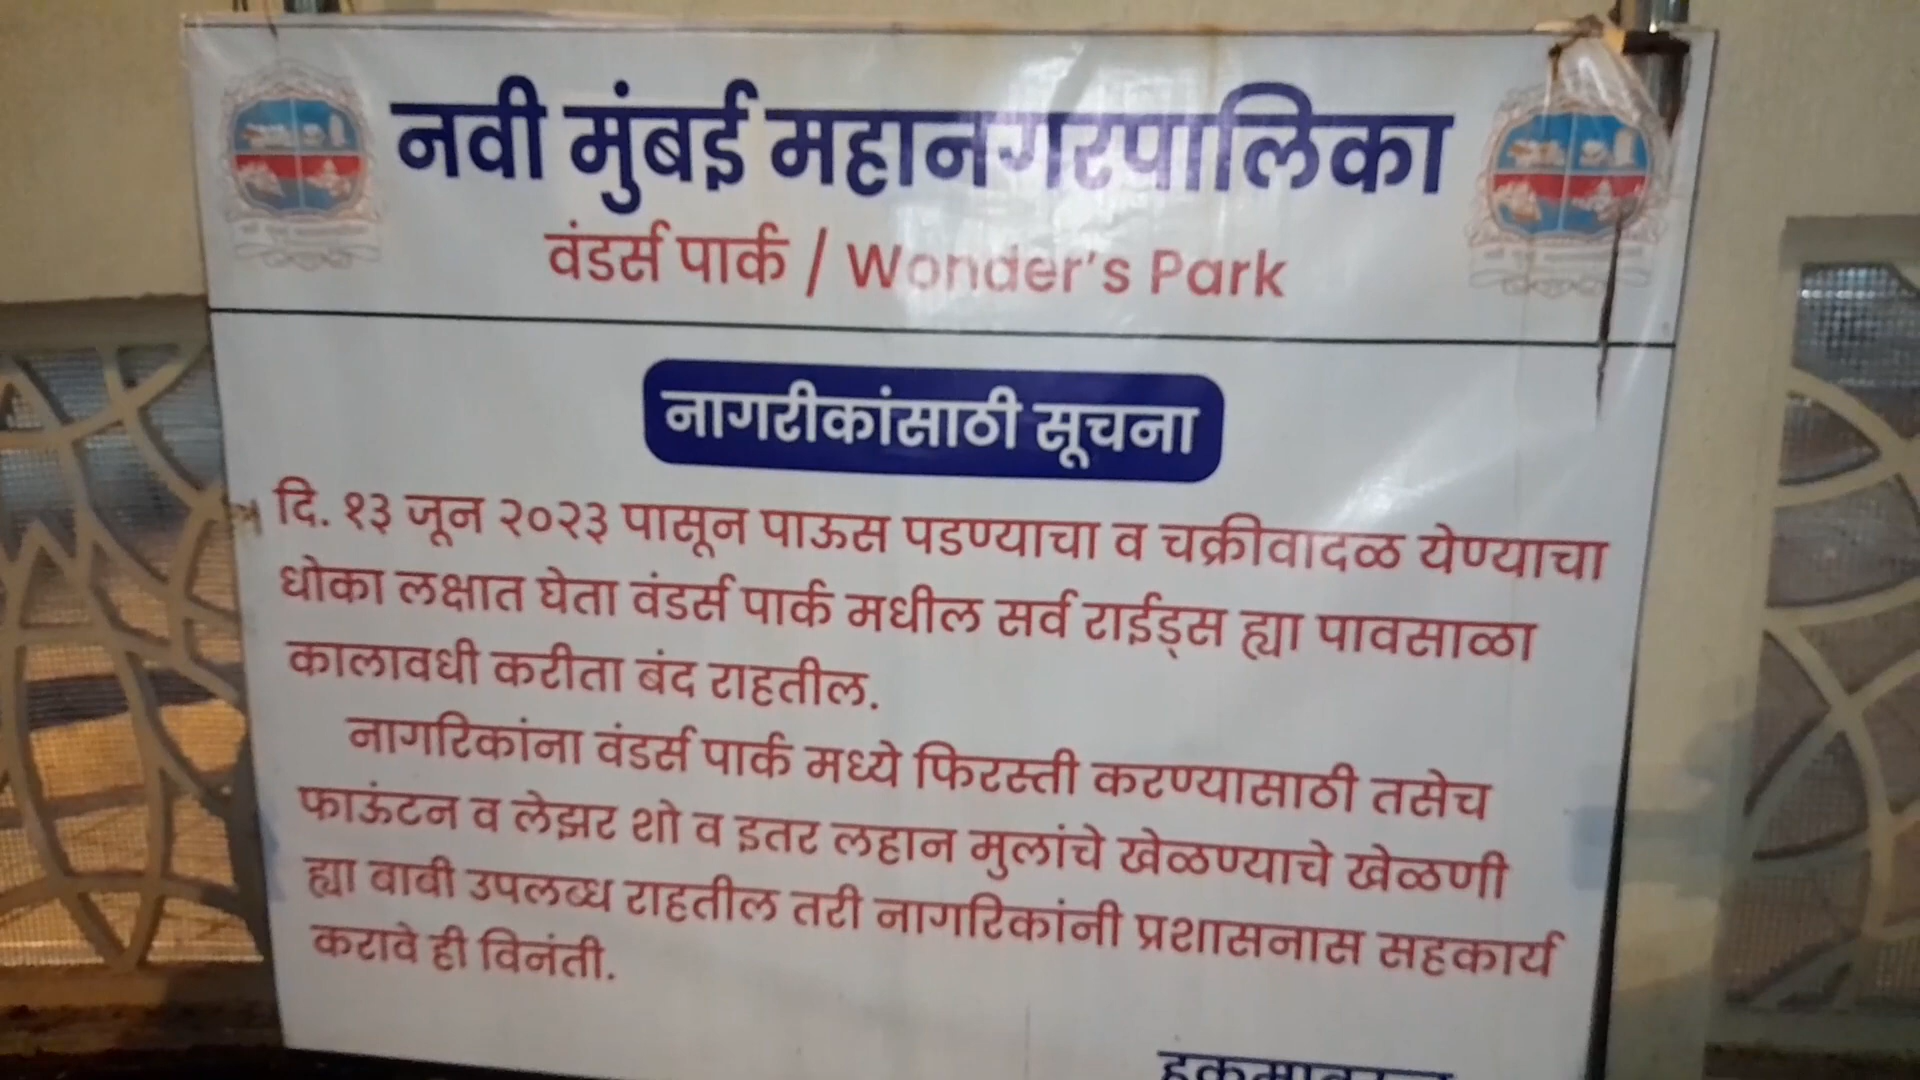 नवी मुंबई महानगरपालिका
वंडर्स पार्क / Wonder's Park
नागरीकांसाठी सूचना
दि. १३ जून २०२३ पासून पाऊस पडण्याचा व चक्रीवादळ येण्याचा
धोका लक्षात घेता वंडर्स पार्क मधील सर्व राईड्स ह्या पावसाळा
कालावधी करीता बंद राहतील.
नागरिकांना वंडर्स पार्क मध्ये फिरस्ती करण्यासाठी तसेच
फाऊंटन व लेझर शो व इतर लहान मुलांचे खेळण्याचे खेळणी
ह्या बाबी उपलब्ध राहतील तरी नागरिकांनी प्रशासनास सहकार्य
करावे ही विनंती.